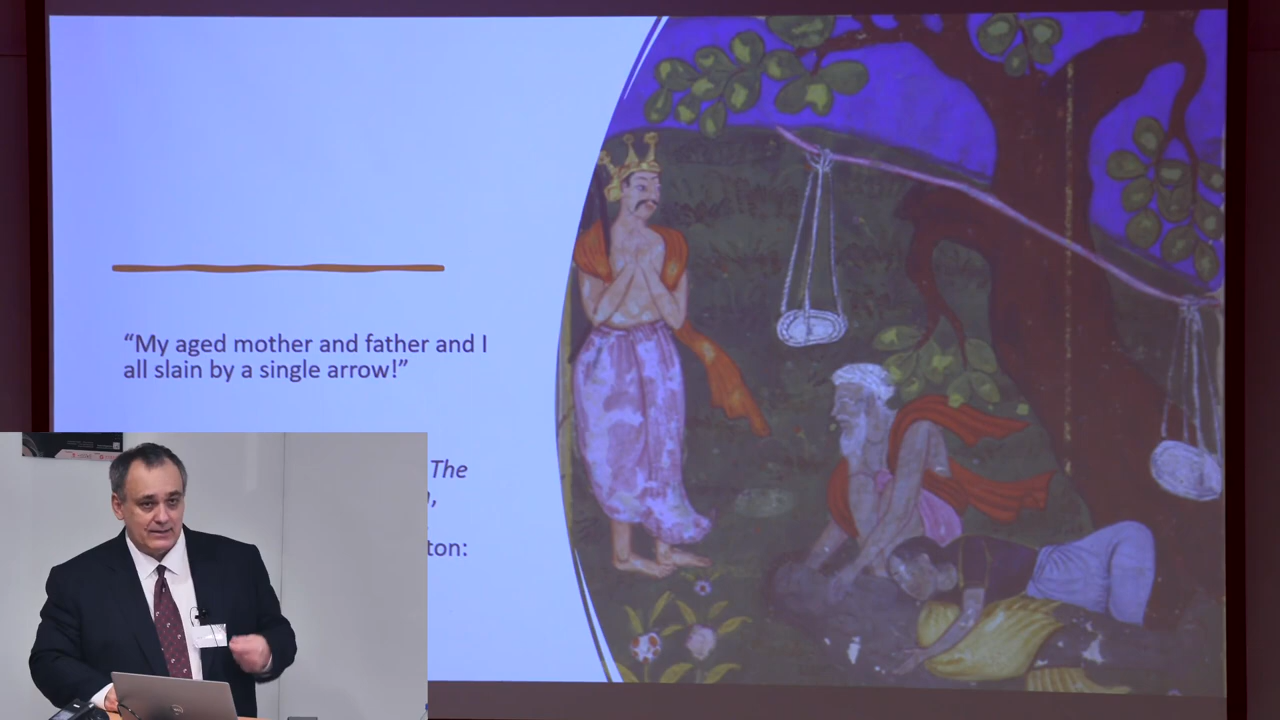 “My aged mother and father and I
all slain by a single arrow!”
The
ton: